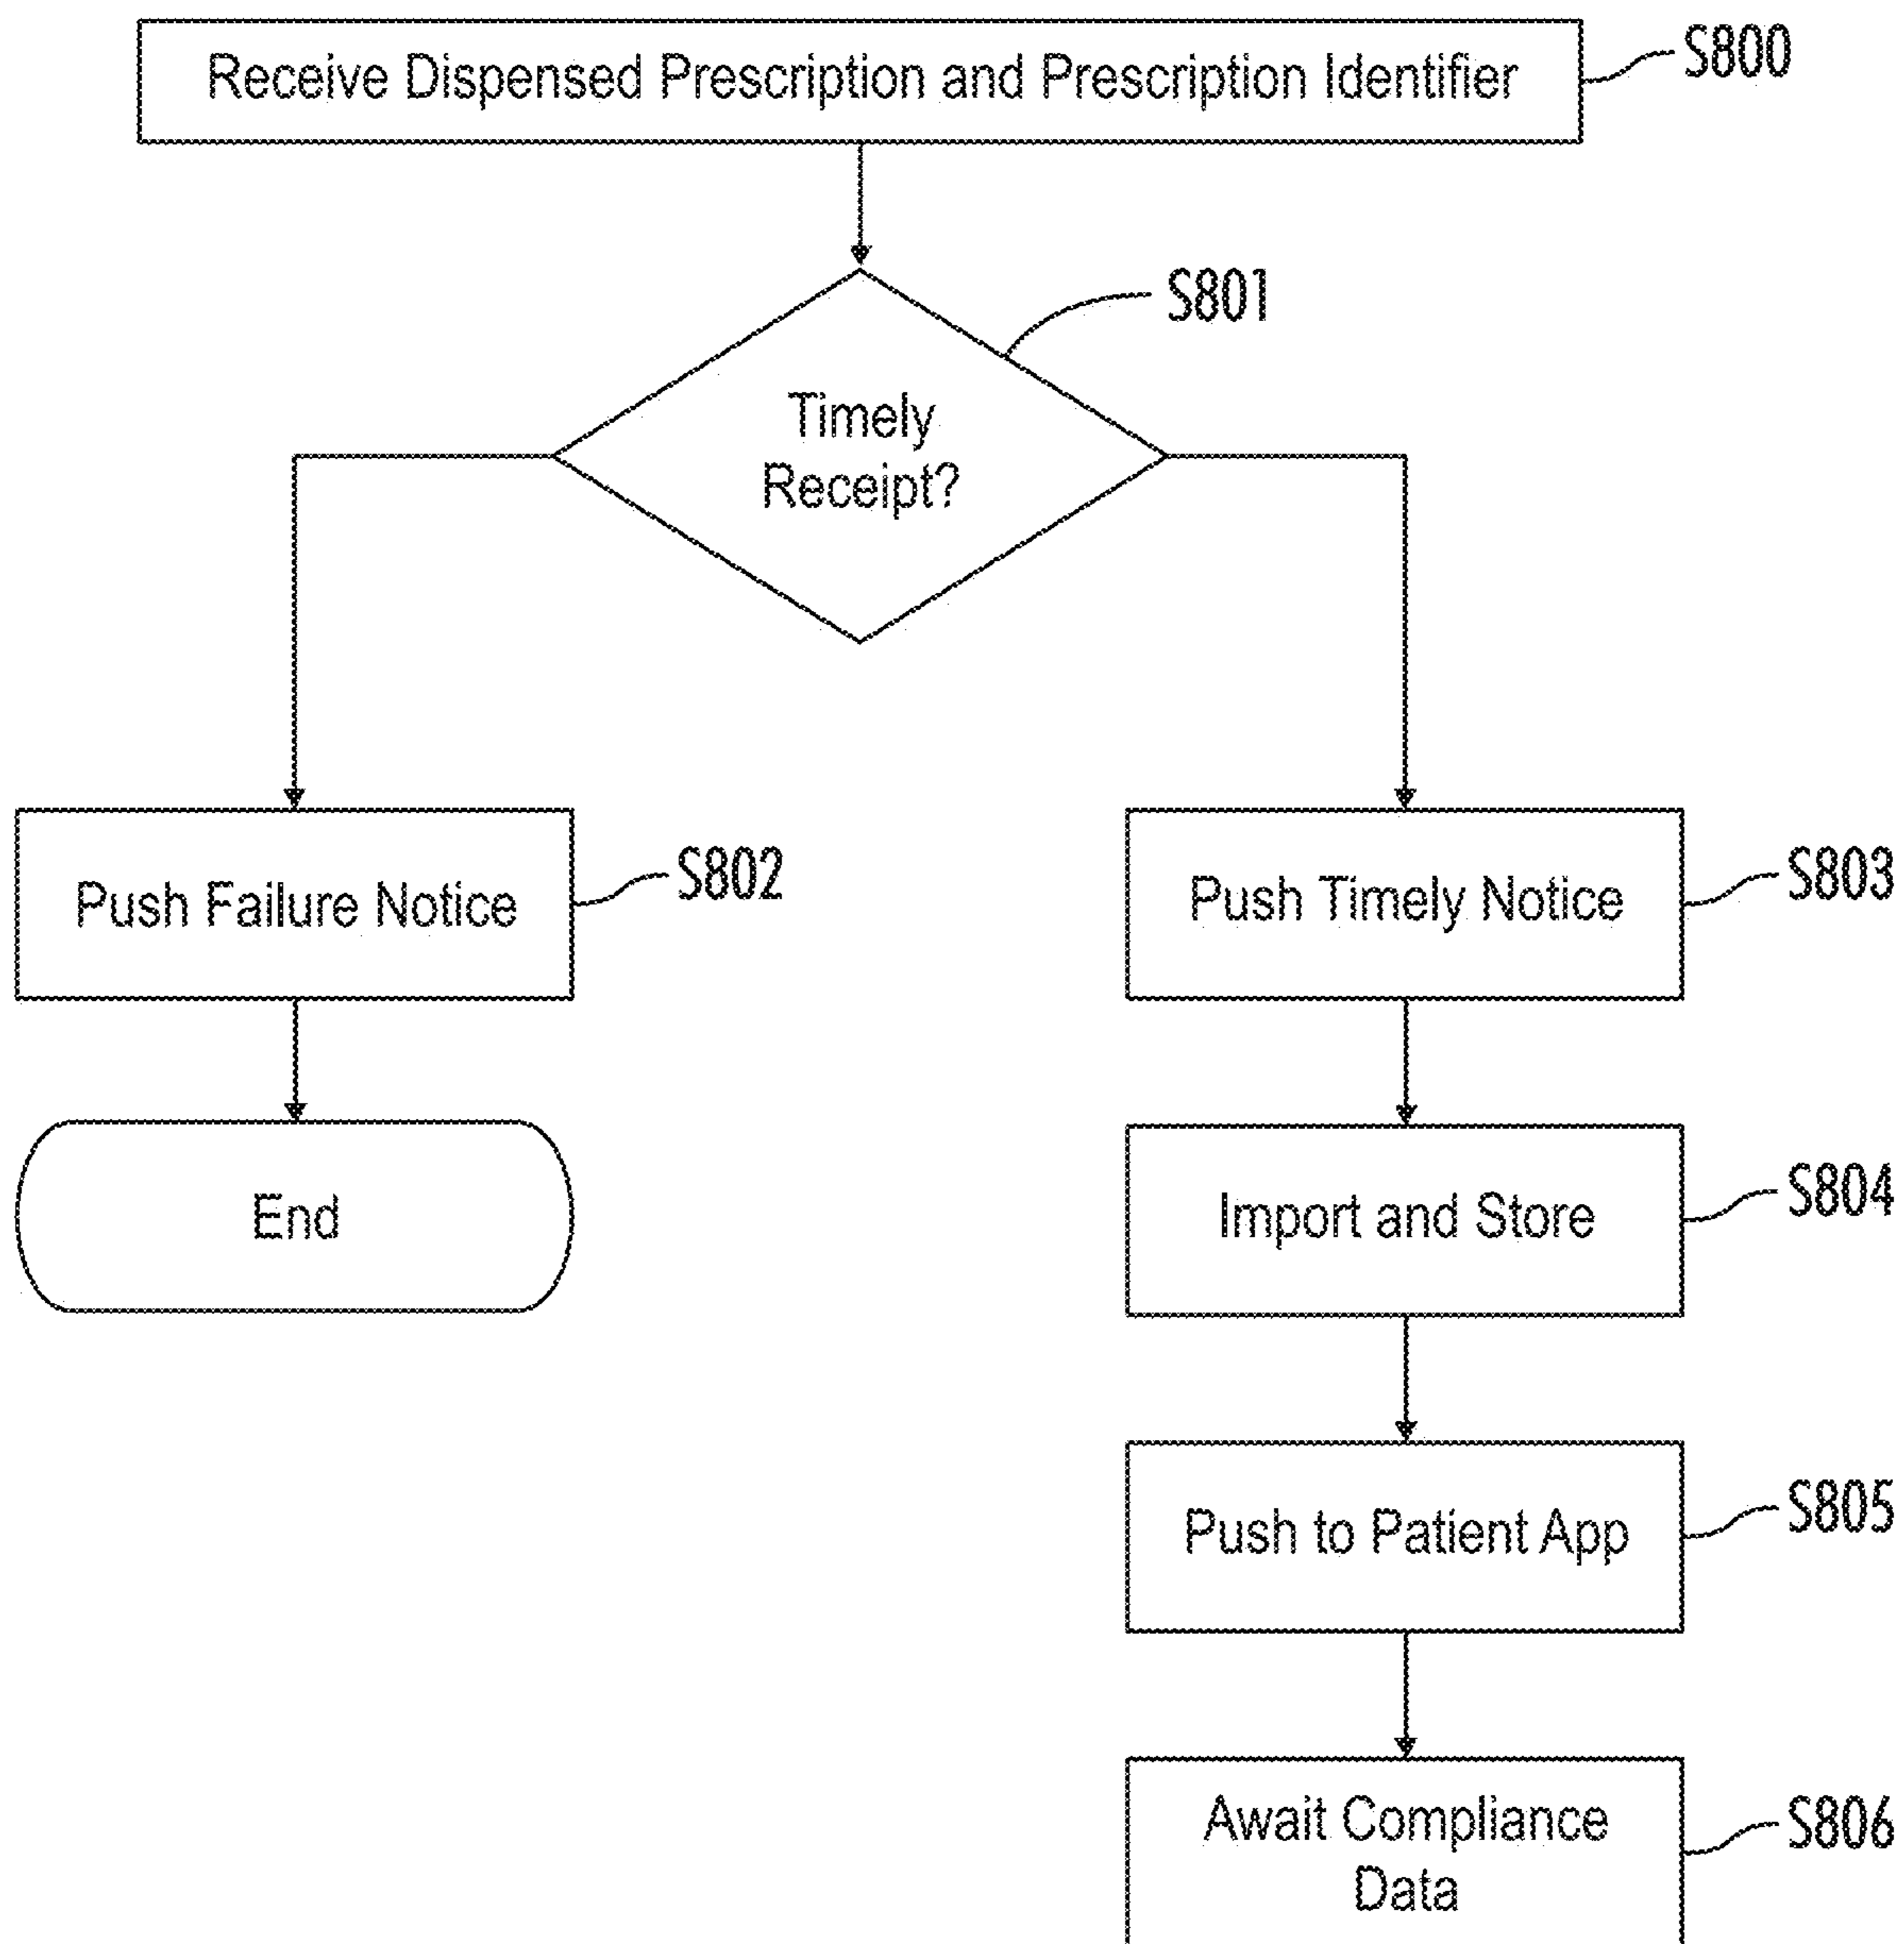 Receive Dispensed Prescription and Prescription Identifier
S800
S801
Timely
Receipt?
Push Failure Notice
S802
Push Timely Notice
S803
End
Import and Store
S804
Push to Patient App
S805
Await Compliance
Data
S806